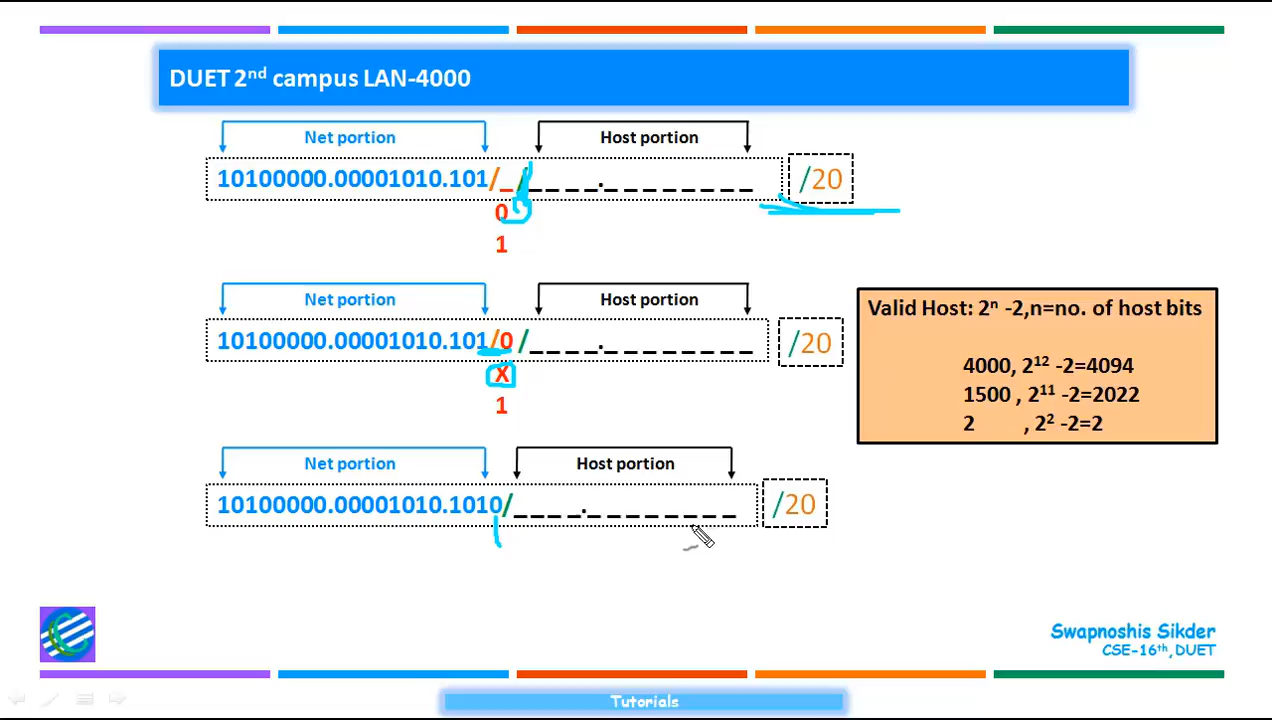 DUET 2nd campus LAN-4000
Net portion Host portion
10100000.00001010.101/_ /_ _ _ _._ _ _ _ _ _ _ _ /20
0
1
Net portion Host portion
10100000.00001010.101/0 /_ _ _ _._ _ _ _ _ _ _ _ /20
X
1
Valid Host: 2n -2,n=no. of host bits
4000, 212 -2=4094
1500 , 211 -2=2022
2 , 22 -2=2
Net portion Host portion
10100000.00001010.1010/_ _ _ _._ _ _ _ _ _ _ _ /20
Swapnoshis Sikder
CSE-16th,DUET
Tutorials